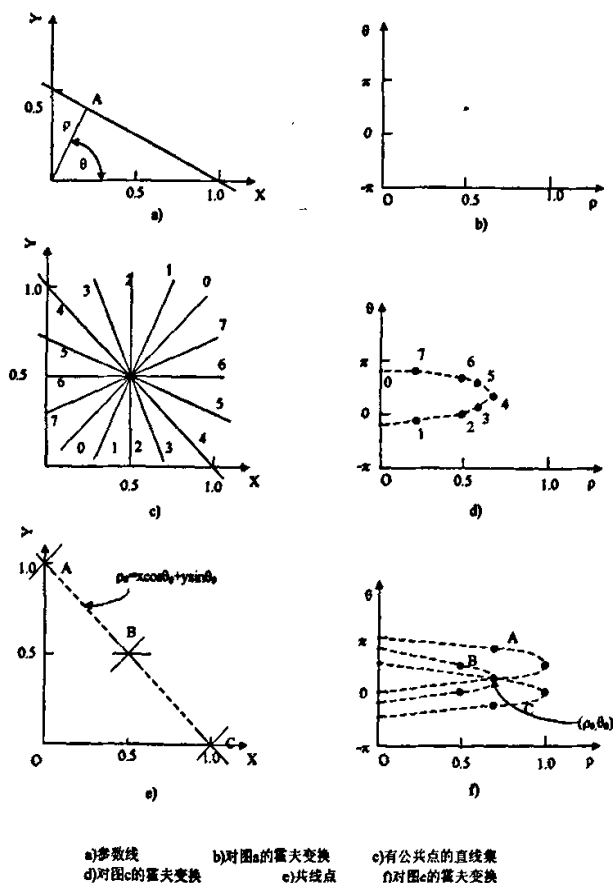 Y
θ
A
π
0.5
ρ
θ
0
0.5
1.0
X
-π
O
0.5
1.0
ρ
a)
b)
Y
θ
1.0
3
2
1
0
4
7
π
7
6
5
0.5
6
6
0
5
4
7
5
0
1
2
3
0
1
2
3
4
-π
0.5
1.0
X
O
0.5
1.0
ρ
c)
d)
Y
θ
1.0
A
ρ₀=xcosθ₀+ysinθ₀
B
π
A
B
0.5
0
C
C
(ρ₀,θ₀)
O
0.5
1.0
X
-π
0.5
1.0
ρ
e)
f)
a)参数线 b)对图a的霍夫变换 c)有公共点的直线集
d)对图c的霍夫变换 e)共线点 f)对图e的霍夫变换